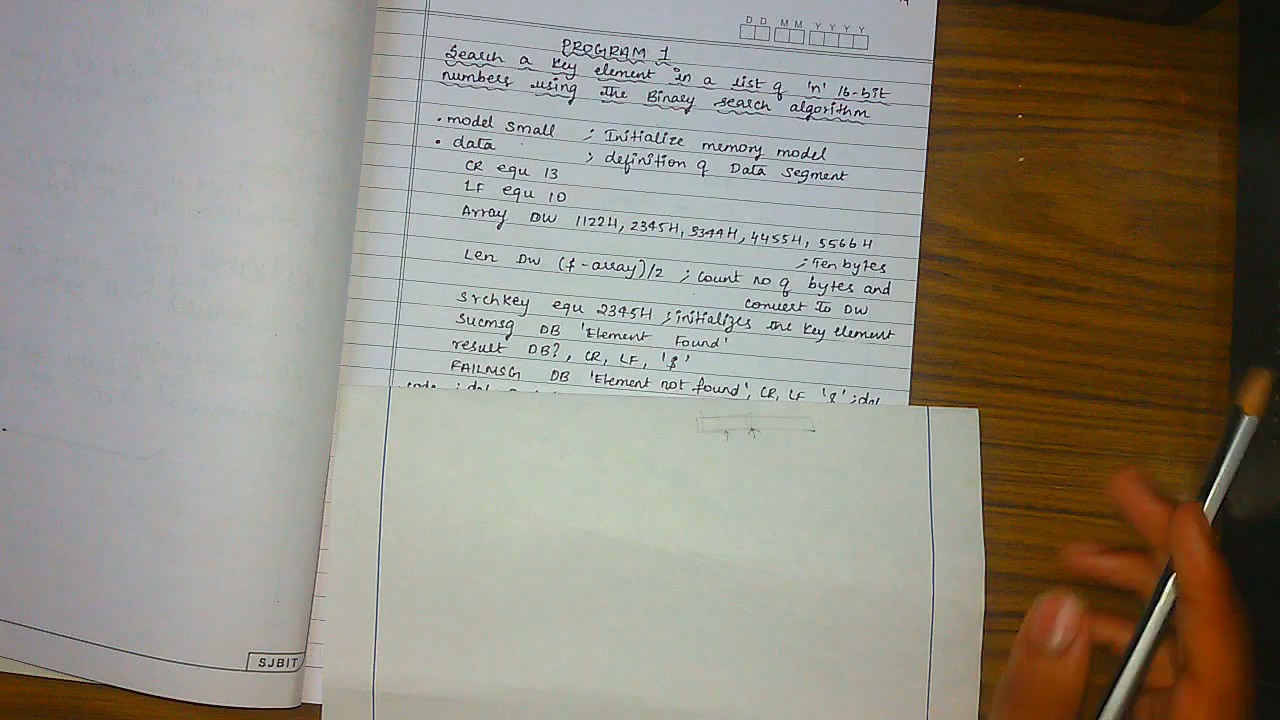 D D M M Y Y Y Y
PROGRAM 1
Search a key element in a list of 'n' 16-bit
numbers using the Binary search algorithm
.model small ; Initialize memory model
.data ; definition of Data Segment
CR equ 13
LF equ 10
Array DW 1122H, 2345H, 3344H, 4455H, 5566H
; Ten bytes
Len DW ($-array)/2 ; count no of bytes and
convert to DW
srchkey equ 2345H ; initializes the key element
sucmsg DB 'Element Found'
result DB?, CR, LF, '$'
FAILMSG DB 'Element not found', CR, LF '$' ;
SJBIT